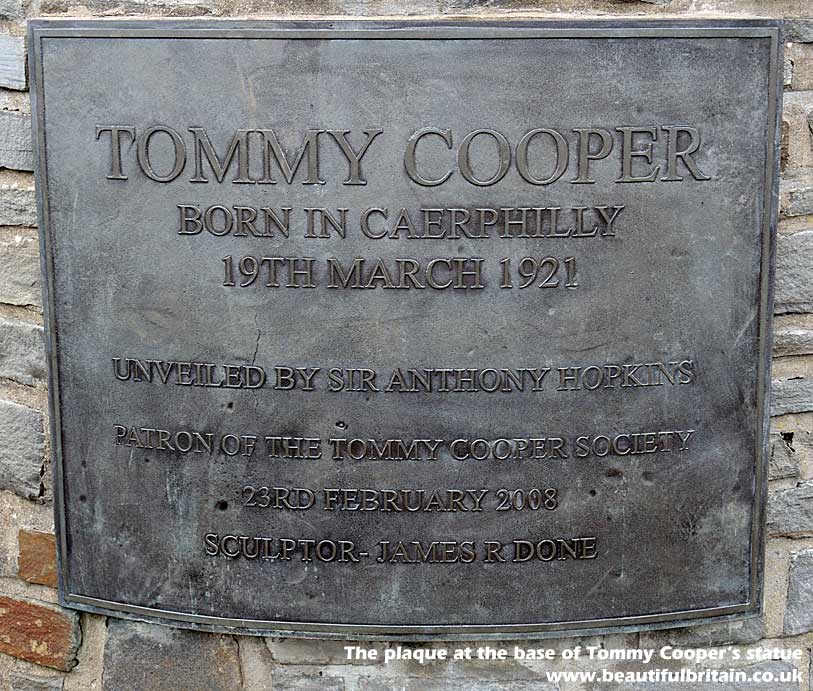 TOMMY COOPER
BORN IN CAERPHILLY
19TH MARCH 1921
UNVEILED BY SIR ANTHONY HOPKINS
PATRON OF THE TOMMY COOPER SOCIETY
23RD FEBRUARY 2008
SCULPTOR- JAMES R DONE
The plaque at the base of Tommy Cooper's statue
www.beautifulbritain.co.uk